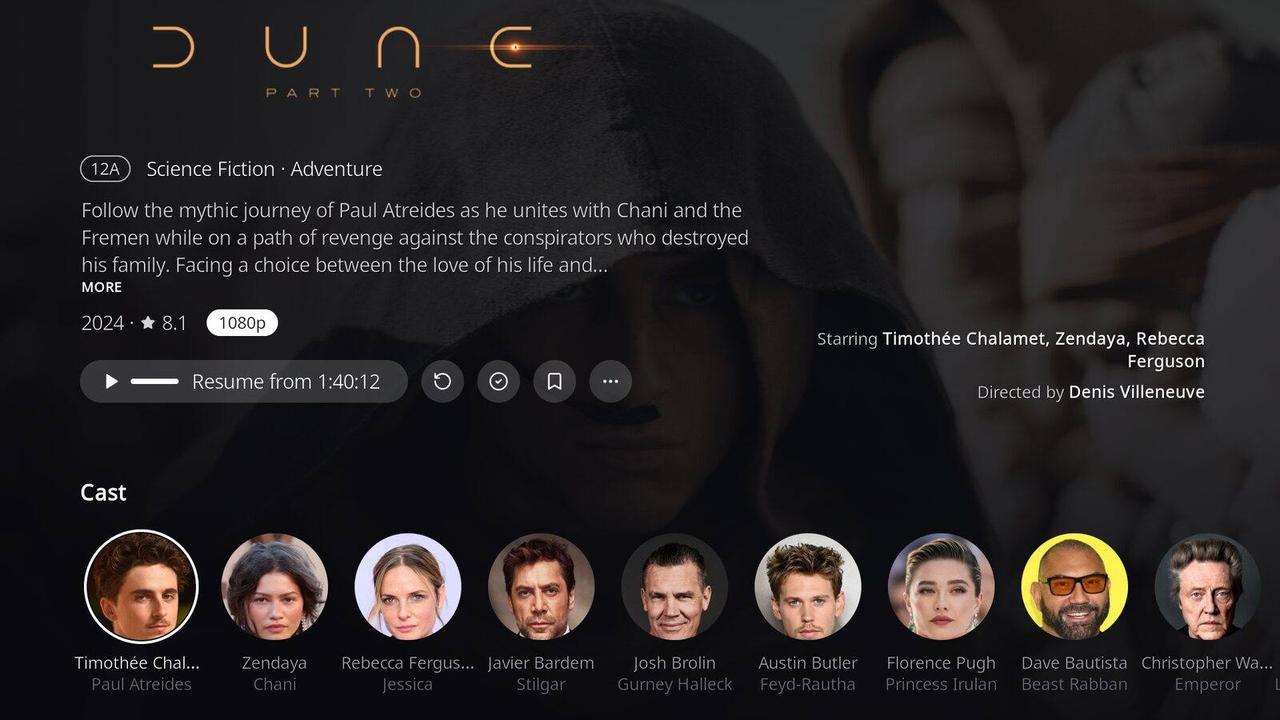 DUNE
PART TWO
12A Science Fiction · Adventure
Follow the mythic journey of Paul Atreides as he unites with Chani and the
Fremen while on a path of revenge against the conspirators who destroyed
his family. Facing a choice between the love of his life and...
MORE
2024 · 8.1 1080p
Starring Timothée Chalamet, Zendaya, Rebecca
Ferguson
Resume from 1:40:12
Directed by Denis Villeneuve
Cast
Timothée Chal... Zendaya Rebecca Fergus... Javier Bardem Josh Brolin Austin Butler Florence Pugh Dave Bautista Christopher Wa...
Paul Atreides Chani Jessica Stilgar Gurney Halleck Feyd-Rautha Princess Irulan Beast Rabban Emperor